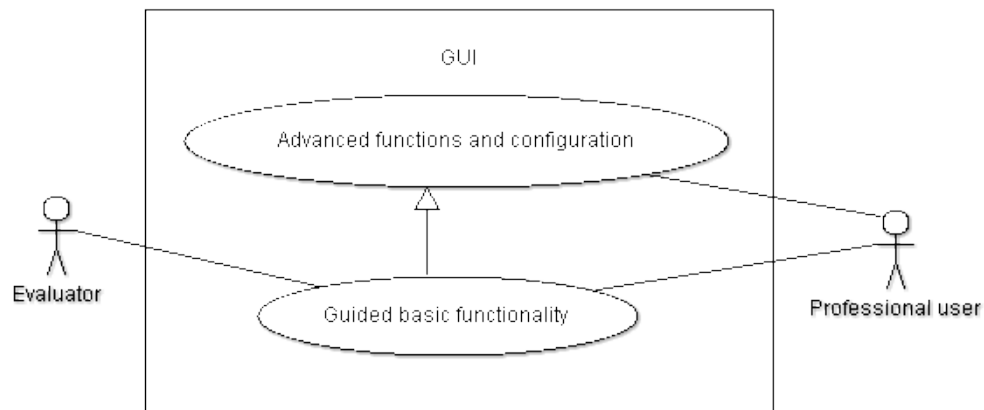 GUI
Advanced functions and configuration
Evaluator
Guided basic functionality
Professional user